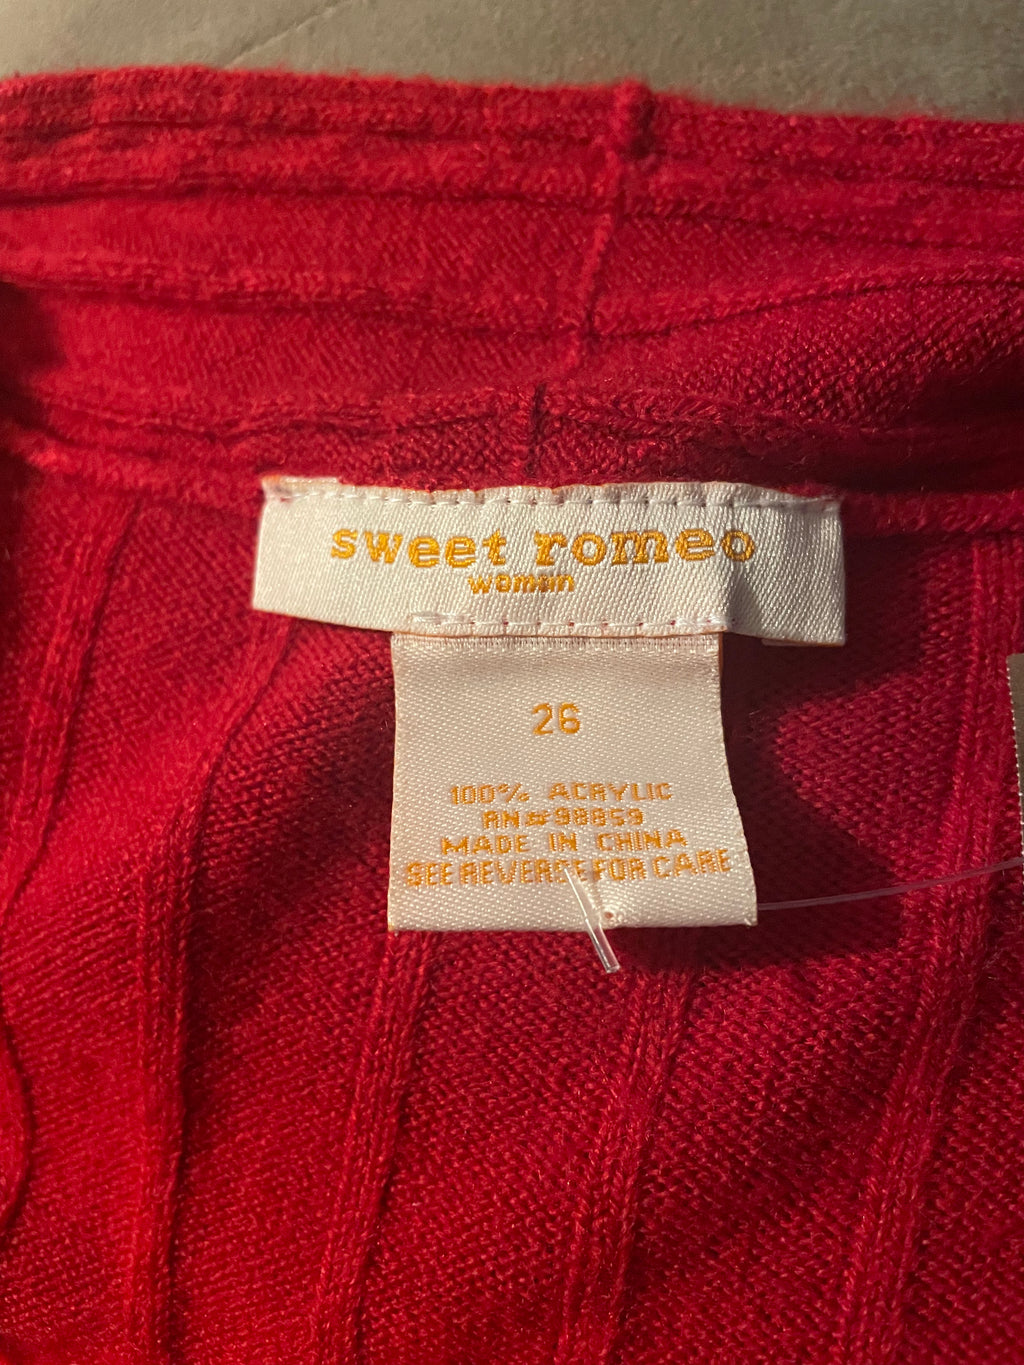 sweet romeo
woman
26
100% ACRYLIC
RN#98859
MADE IN CHINA
SEE REVERSE FOR CARE